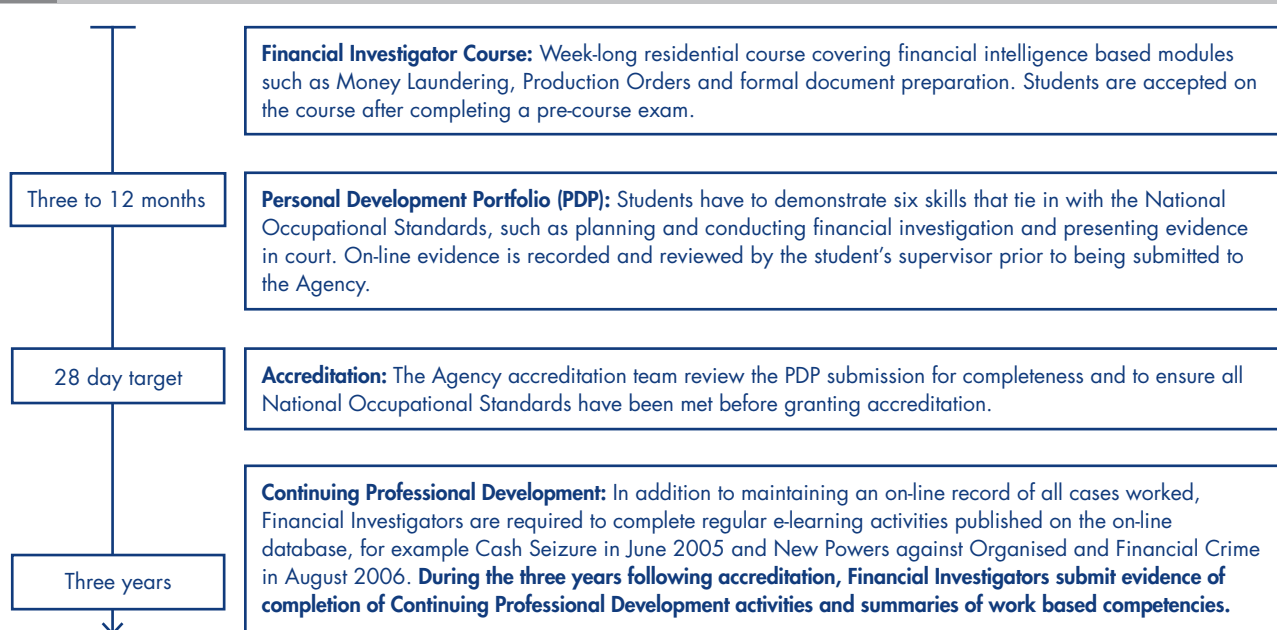 Financial Investigator Course: Week-long residential course covering financial intelligence based modules
such as Money Laundering, Production Orders and formal document preparation. Students are accepted on
the course after completing a pre-course exam.
Three to 12 months
Personal Development Portfolio (PDP): Students have to demonstrate six skills that tie in with the National
Occupational Standards, such as planning and conducting financial investigation and presenting evidence
in court. On-line evidence is recorded and reviewed by the student's supervisor prior to being submitted to
the Agency.
28 day target
Accreditation: The Agency accreditation team review the PDP submission for completeness and to ensure all
National Occupational Standards have been met before granting accreditation.
Continuing Professional Development: In addition to maintaining an on-line record of all cases worked,
Financial Investigators are required to complete regular e-learning activities published on the on-line
database, for example Cash Seizure in June 2005 and New Powers against Organised and Financial Crime
in August 2006. During the three years following accreditation, Financial Investigators submit evidence of
completion of Continuing Professional Development activities and summaries of work based competencies.
Three years